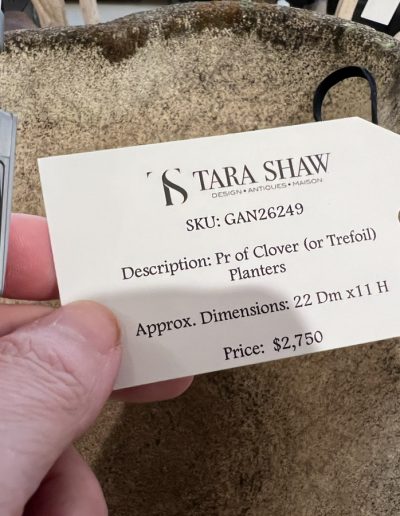 TS TARA SHAW
DESIGN • ANTIQUES • MAISON
SKU: GAN26249
Description: Pr of Clover (or Trefoil)
Planters
Approx. Dimensions: 22 Dm x11 H
Price: $2,750